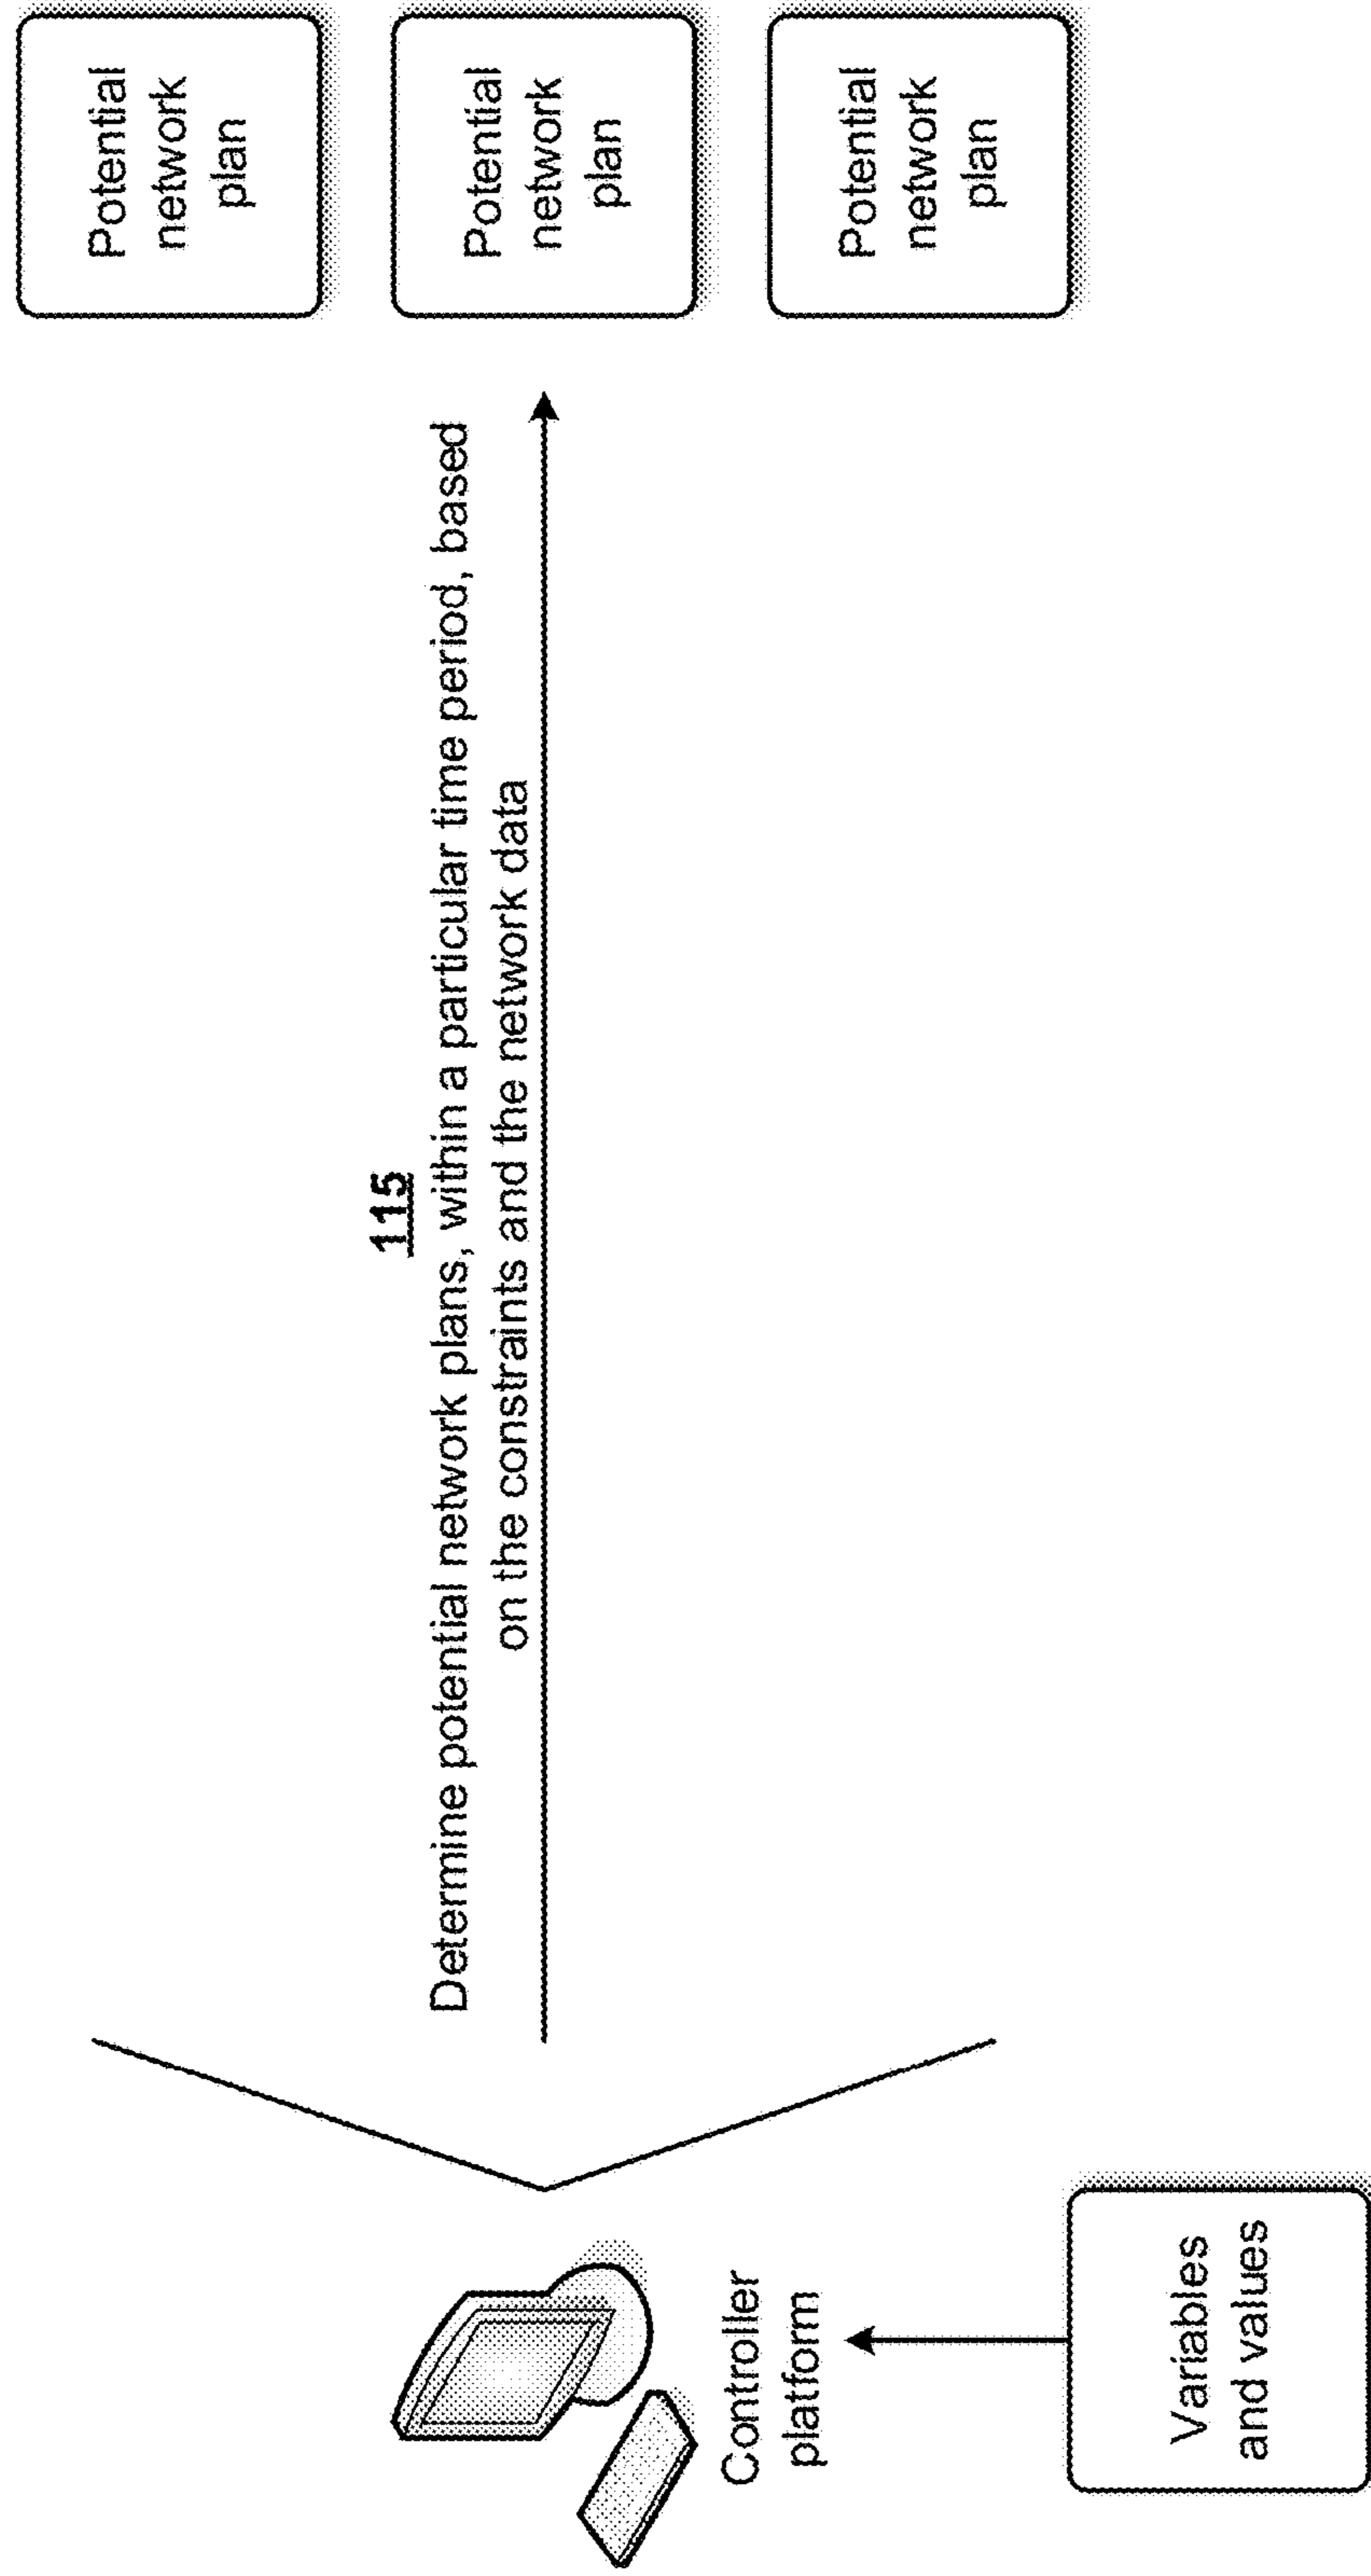 115
Determine potential network plans, within a particular time period, based
on the constraints and the network data
Potential
network
plan
Potential
network
plan
Potential
network
plan
Controller
platform
Variables
and values